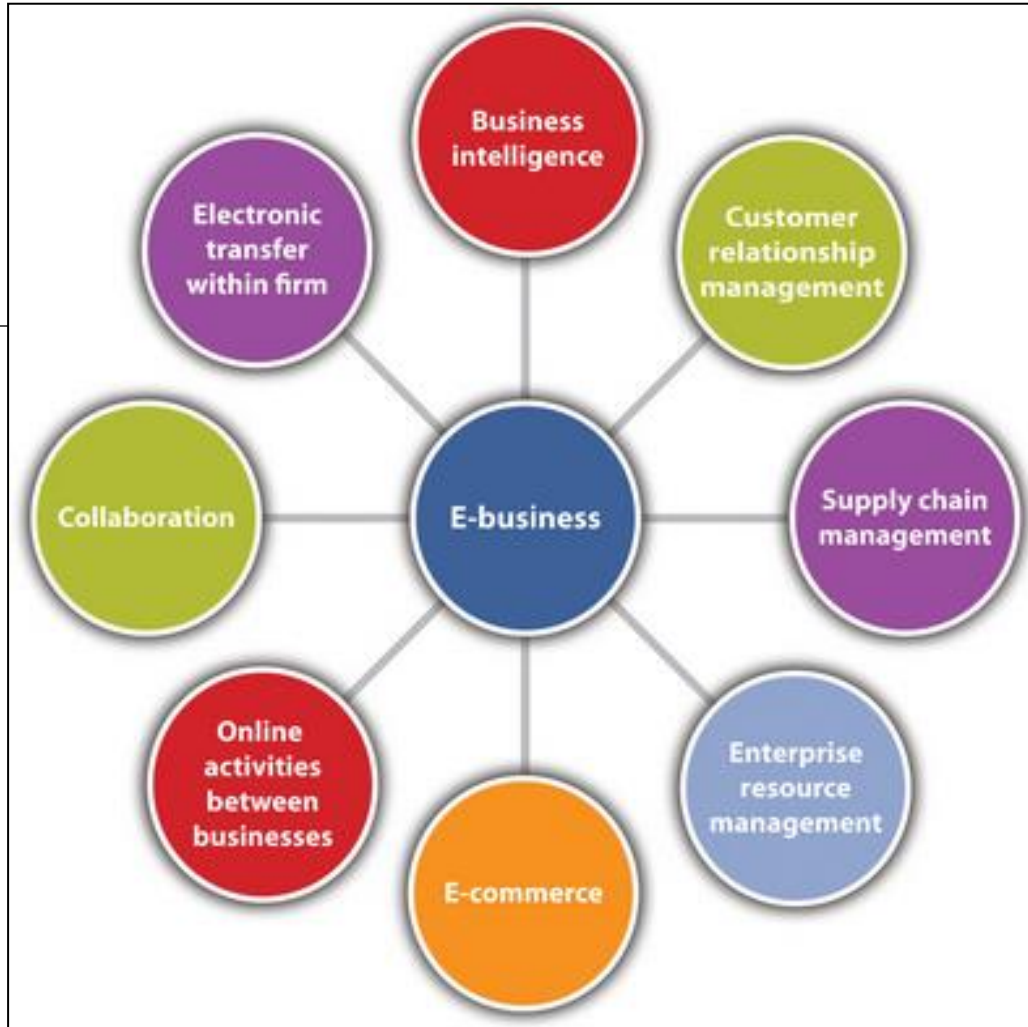 Business
intelligence
Customer
relationship
management
Supply chain
management
Enterprise
resource
management
E-commerce
Online
activities
between
businesses
Collaboration
Electronic
transfer
within firm
E-business